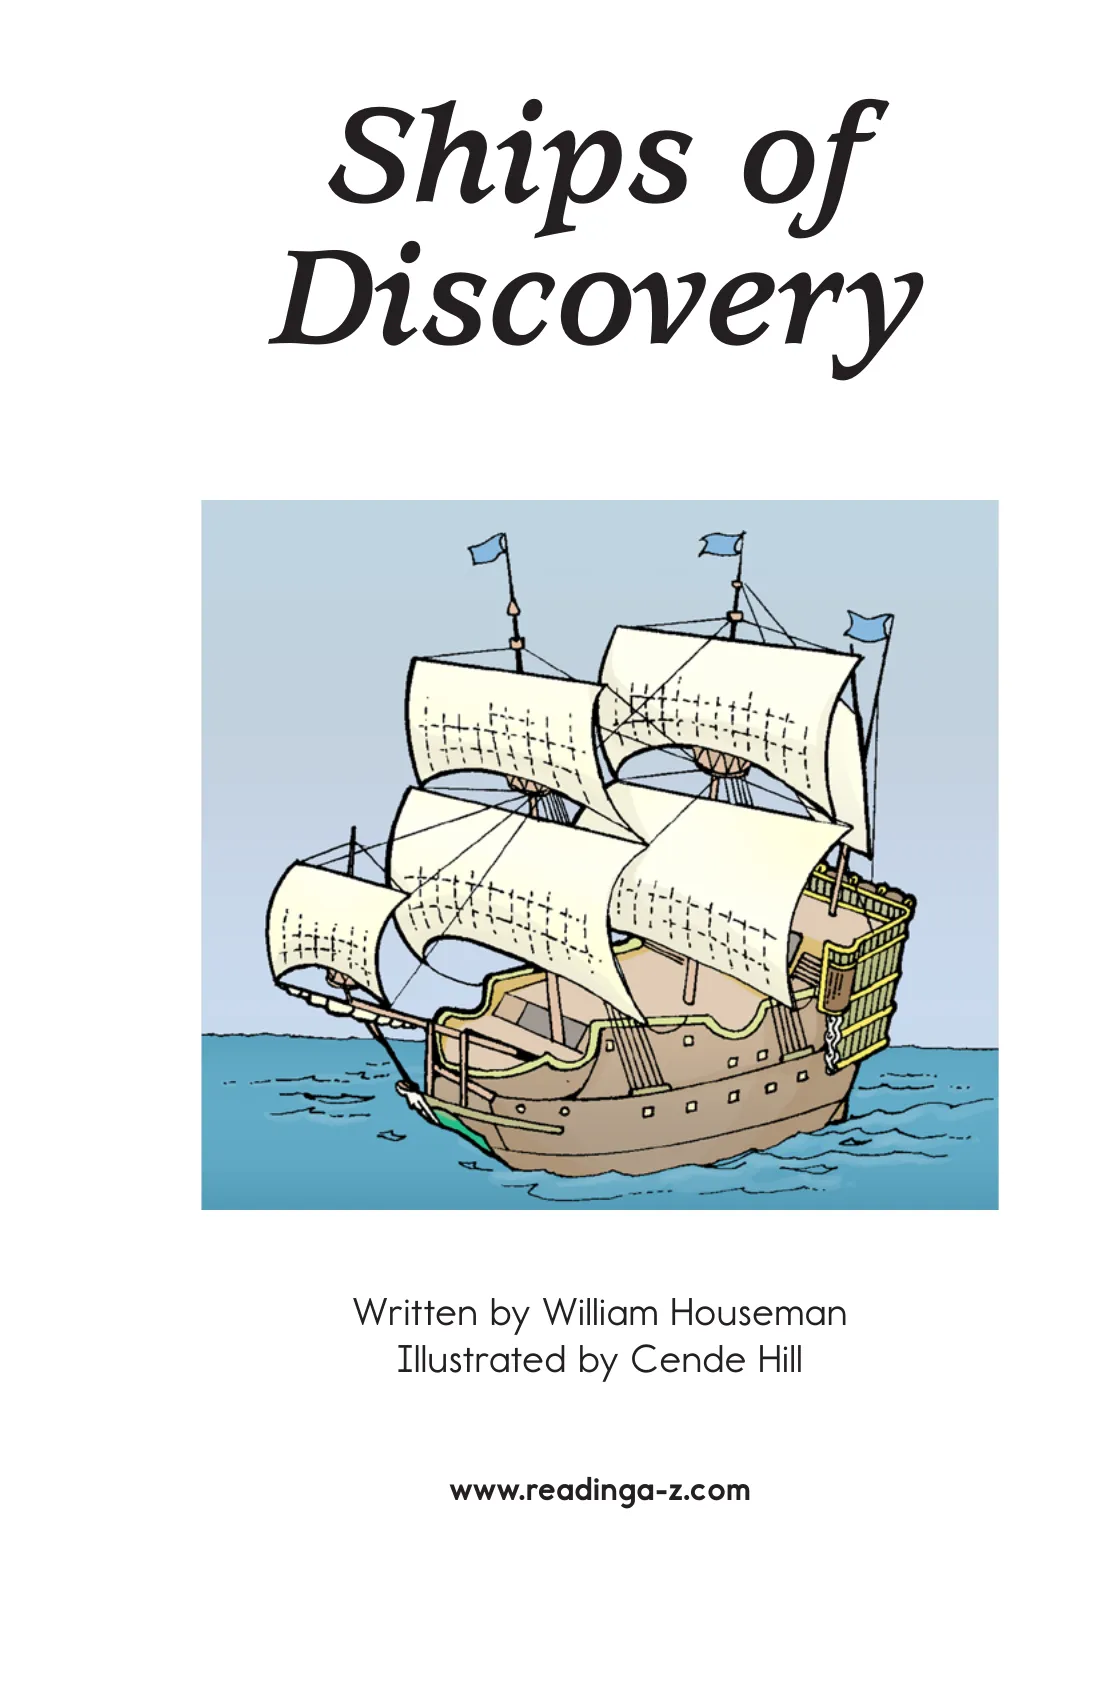 Ships of
Discovery
Written by William Houseman
Illustrated by Cende Hill
www.readinga-z.com